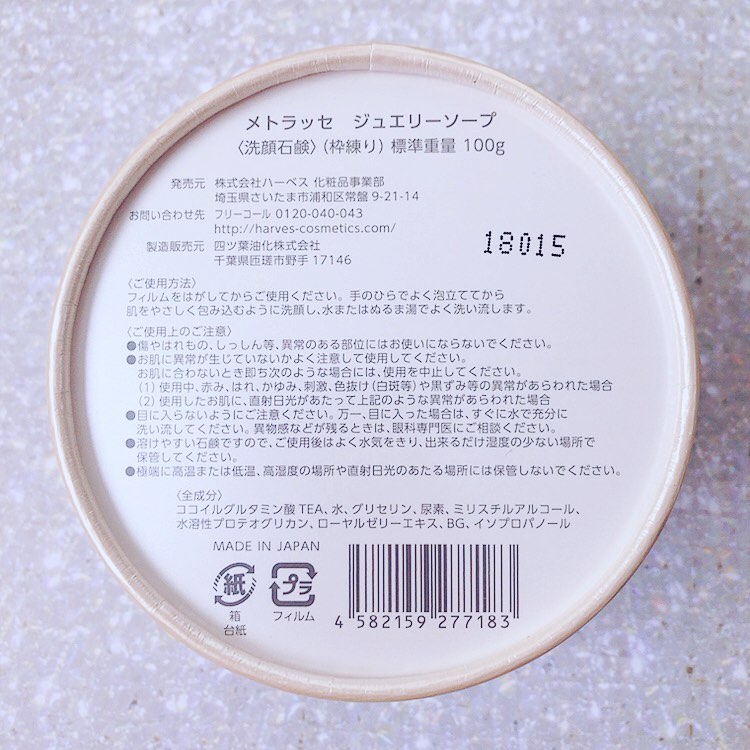 メトラッセ ジュエリーソープ
〈洗顔石鹸〉(枠練り) 標準重量 100g
発売元 株式会社ハーベス 化粧品事業部
埼玉県さいたま市浦和区常盤 9-21-14
お問い合わせ先 フリーコール 0120-040-043
http://harves-cosmetics.com/
製造販売元 四ツ葉油化株式会社
千葉県匝瑳市野手 17146
18015
〈ご使用方法〉
フィルムをはがしてからご使用ください。手のひらでよく泡立ててから
肌をやさしく包み込むように洗顔し、水またはぬるま湯でよく洗い流します。
〈ご使用上のご注意〉
●傷やはれもの、しっしん等、異常のある部位にはお使いにならないでください。
●お肌に異常が生じていないかよく注意して使用してください。
お肌に合わないとき即ち次のような場合には、使用を中止してください。
(1) 使用中、赤み、はれ、かゆみ、刺激、色抜け(白斑等)や黒ずみ等の異常があらわれた場合
(2) 使用したお肌に、直射日光があたって上記のような異常があらわれた場合
●目に入らないようにご注意ください。万一、目に入った場合は、すぐに水で充分に
洗い流してください。異物感などが残るときは、眼科専門医にご相談ください。
●溶けやすい石鹸ですので、ご使用後はよく水気をきり、出来るだけ湿度の少ない場所で
保管してください。
●極端に高温または低温、高湿度の場所や直射日光のあたる場所には保管しないでください。
〈全成分〉
ココイルグルタミン酸TEA、水、グリセリン、尿素、ミリスチルアルコール、
水溶性プロテオグリカン、ローヤルゼリーエキス、BG、イソプロパノール
MADE IN JAPAN
紙 プラ
箱 フィルム
台紙
4 582159 277183